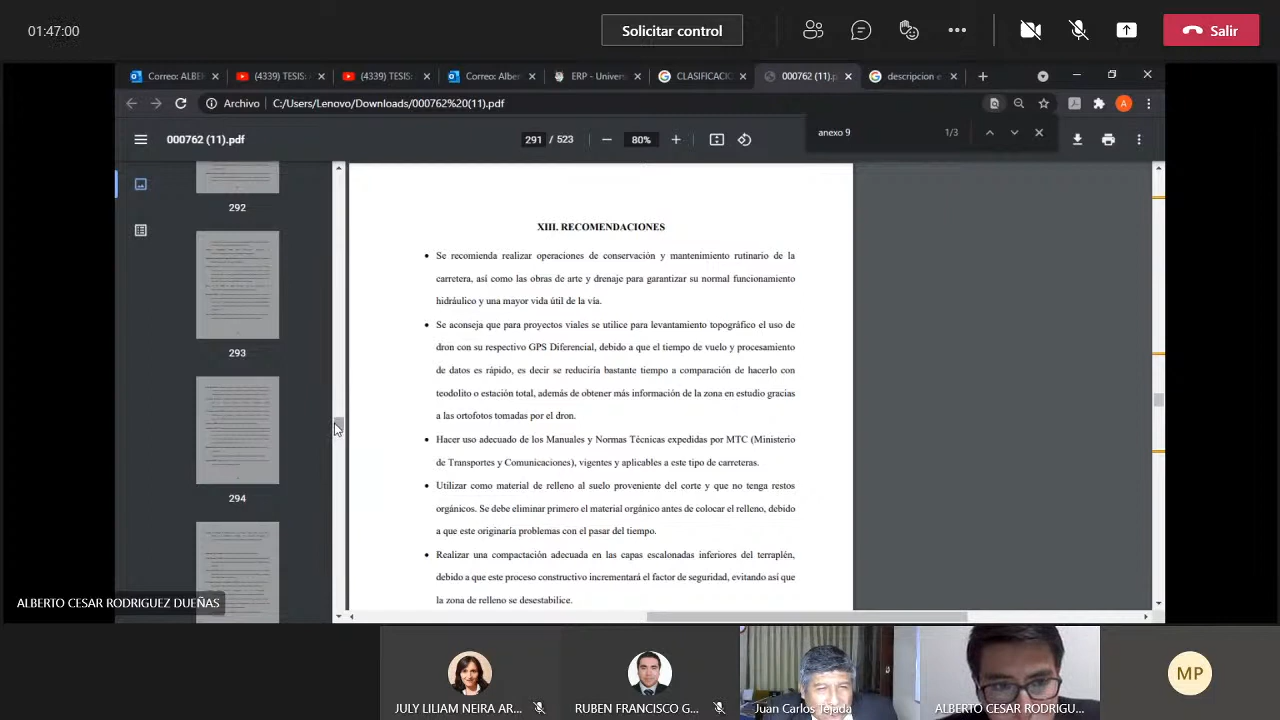 01:47:00
Solicitar control
Salir
Correo: ALBE
(4339) TESIS:
(4339) TESIS:
Correo: Alber
ERP - Univers
CLASIFICACIO
000762 (11).p
descripcion e
Archivo
C:/Users/Lenovo/Downloads/000762%20(11).pdf
A
000762 (11).pdf
291 / 523
80%
anexo 9
1/3
292
293
294
XIII. RECOMENDACIONES
• Se recomienda realizar operaciones de conservación y mantenimiento rutinario de la
carretera, así como las obras de arte y drenaje para garantizar su normal funcionamiento
hidráulico y una mayor vida útil de la vía.
• Se aconseja que para proyectos viales se utilice para levantamiento topográfico el uso de
dron con su respectivo GPS Diferencial, debido a que el tiempo de vuelo y procesamiento
de datos es rápido, es decir se reduciría bastante tiempo a comparación de hacerlo con
teodolito o estación total, además de obtener más información de la zona en estudio gracias
a las ortofotos tomadas por el dron.
• Hacer uso adecuado de los Manuales y Normas Técnicas expedidas por MTC (Ministerio
de Transportes y Comunicaciones), vigentes y aplicables a este tipo de carreteras.
• Utilizar como material de relleno al suelo proveniente del corte y que no tenga restos
orgánicos. Se debe eliminar primero el material orgánico antes de colocar el relleno, debido
a que este originaría problemas con el pasar del tiempo.
• Realizar una compactación adecuada en las capas escalonadas inferiores del terraplén,
debido a que este proceso constructivo incrementará el factor de seguridad, evitando así que
la zona de relleno se desestabilice.
ALBERTO CESAR RODRIGUEZ DUEÑAS
JULY LILIAM NEIRA AR...
RUBEN FRANCISCO G...
Juan Carlos Tejada
ALBERTO CESAR RODRIGU...
MP